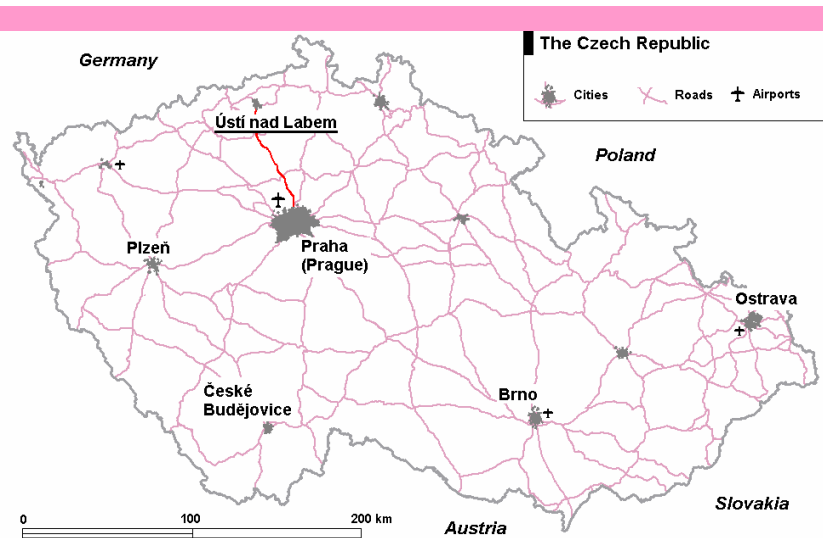 The Czech Republic
Cities
Roads
Airports
Germany
Poland
Ústí nad Labem
Praha
(Prague)
Plzeň
Ostrava
České
Budějovice
Brno
Slovakia
Austria
0 100 200 km